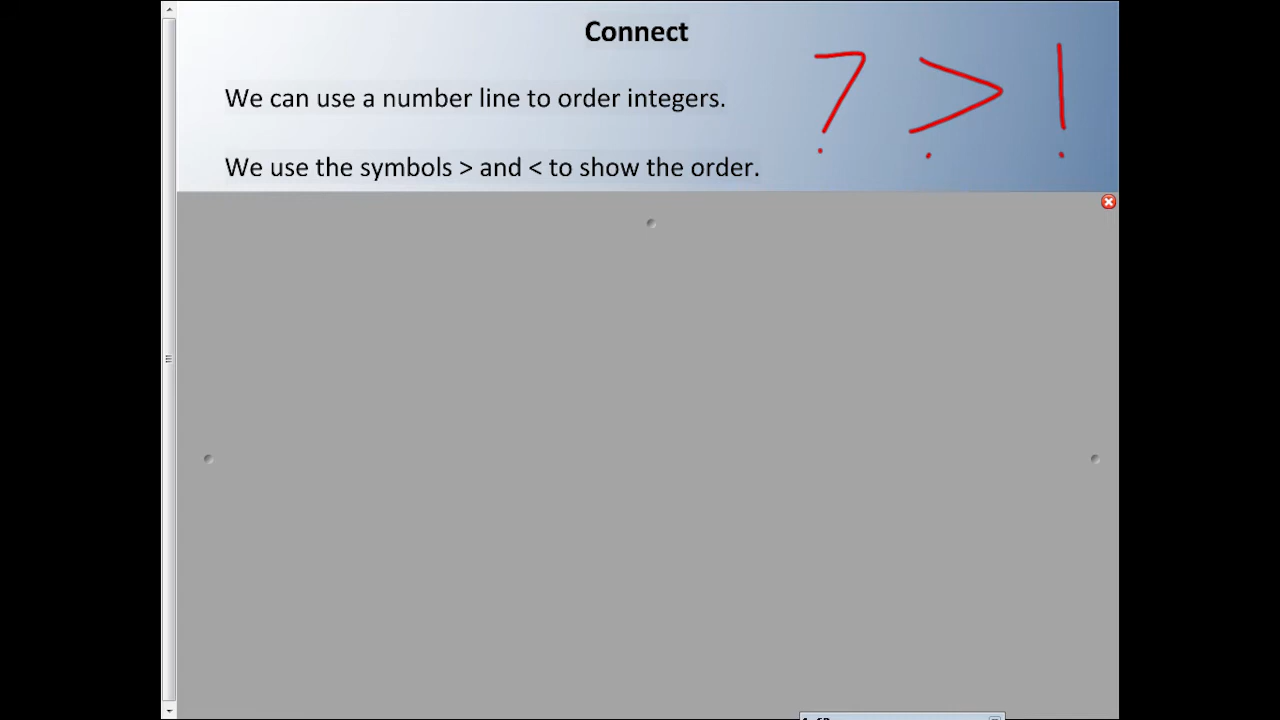 Connect
We can use a number line to order integers.
We use the symbols > and < to show the order.
7 > 1